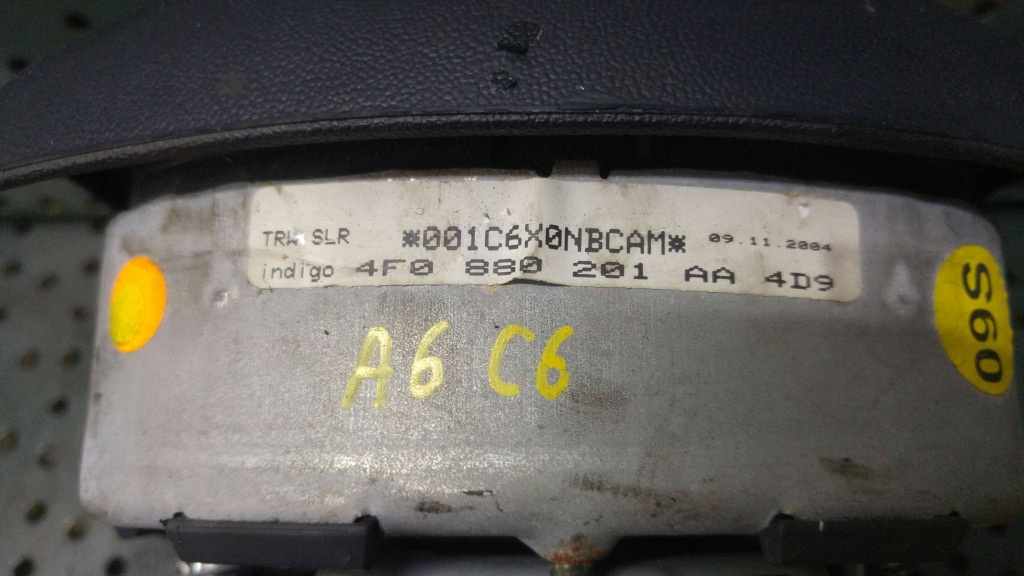 TRW SLR *001C6X0NBCAM* 09.11.2004
indigo 4F0 880 201 AA 4D9
A6 C6
S60